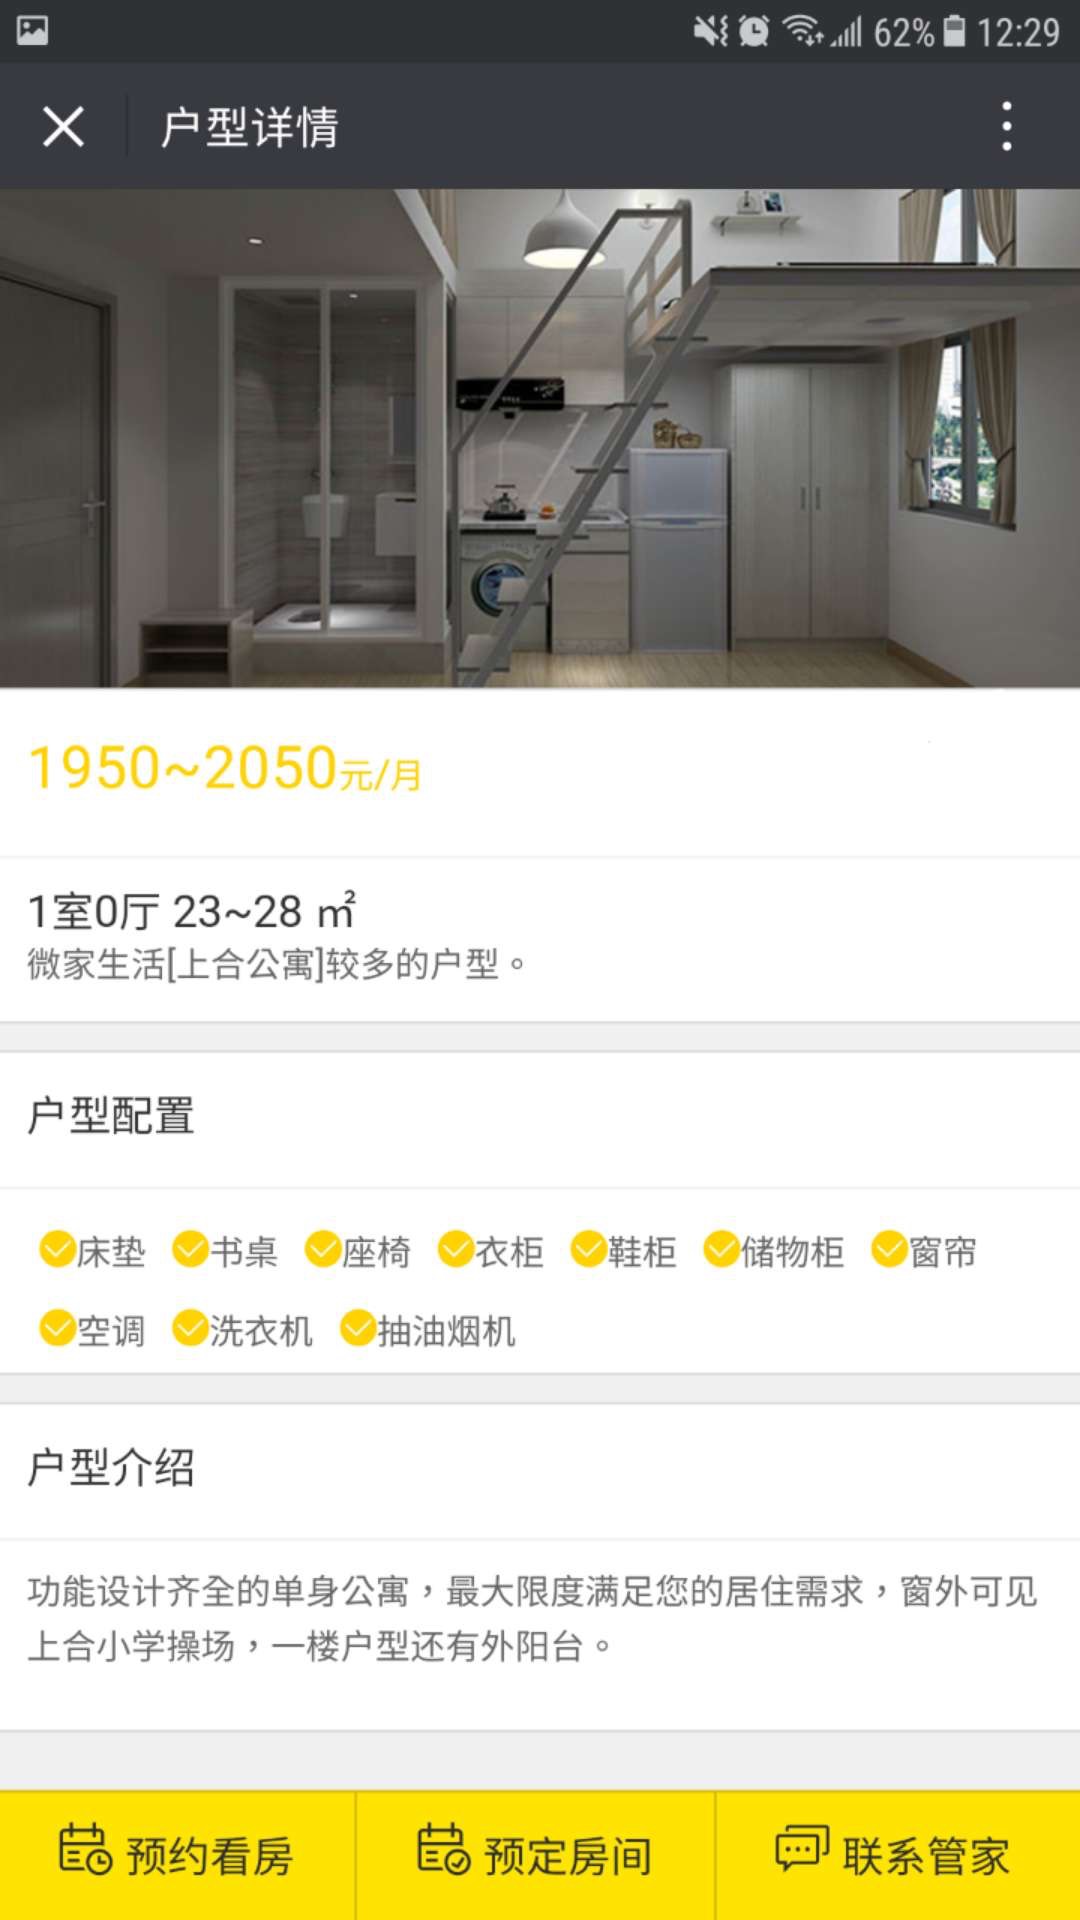 62% 12:29
户型详情
1950~2050元/月
1室0厅 23~28 ㎡
微家生活[上合公寓]较多的户型。
户型配置
床垫 书桌 座椅 衣柜 鞋柜 储物柜 窗帘
空调 洗衣机 抽油烟机
户型介绍
功能设计齐全的单身公寓，最大限度满足您的居住需求，窗外可见
上合小学操场，一楼户型还有外阳台。
预约看房 预定房间 联系管家